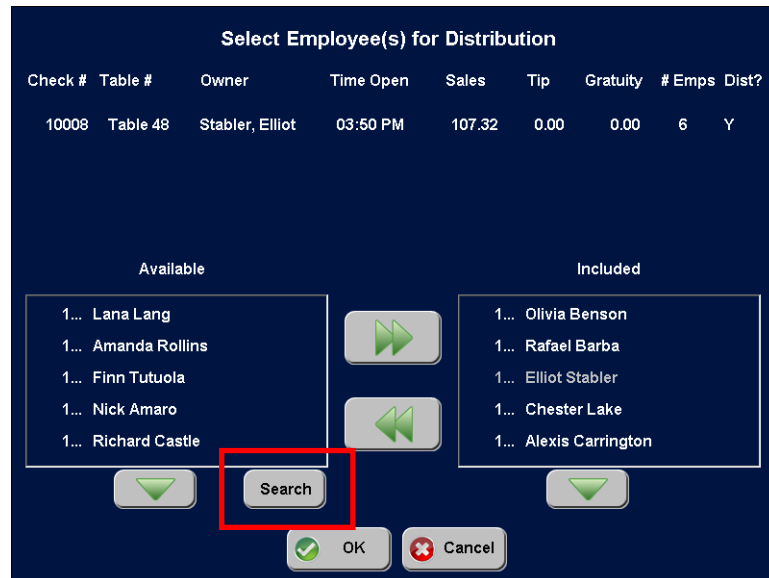 Select Employee(s) for Distribution
Check # Table # Owner Time Open Sales Tip Gratuity # Emps Dist?
10008 Table 48 Stabler, Elliot 03:50 PM 107.32 0.00 0.00 6 Y
Available
1... Lana Lang
1... Amanda Rollins
1... Finn Tutuola
1... Nick Amaro
1... Richard Castle
Search
Included
1... Olivia Benson
1... Rafael Barba
1... Elliot Stabler
1... Chester Lake
1... Alexis Carrington
OK
Cancel